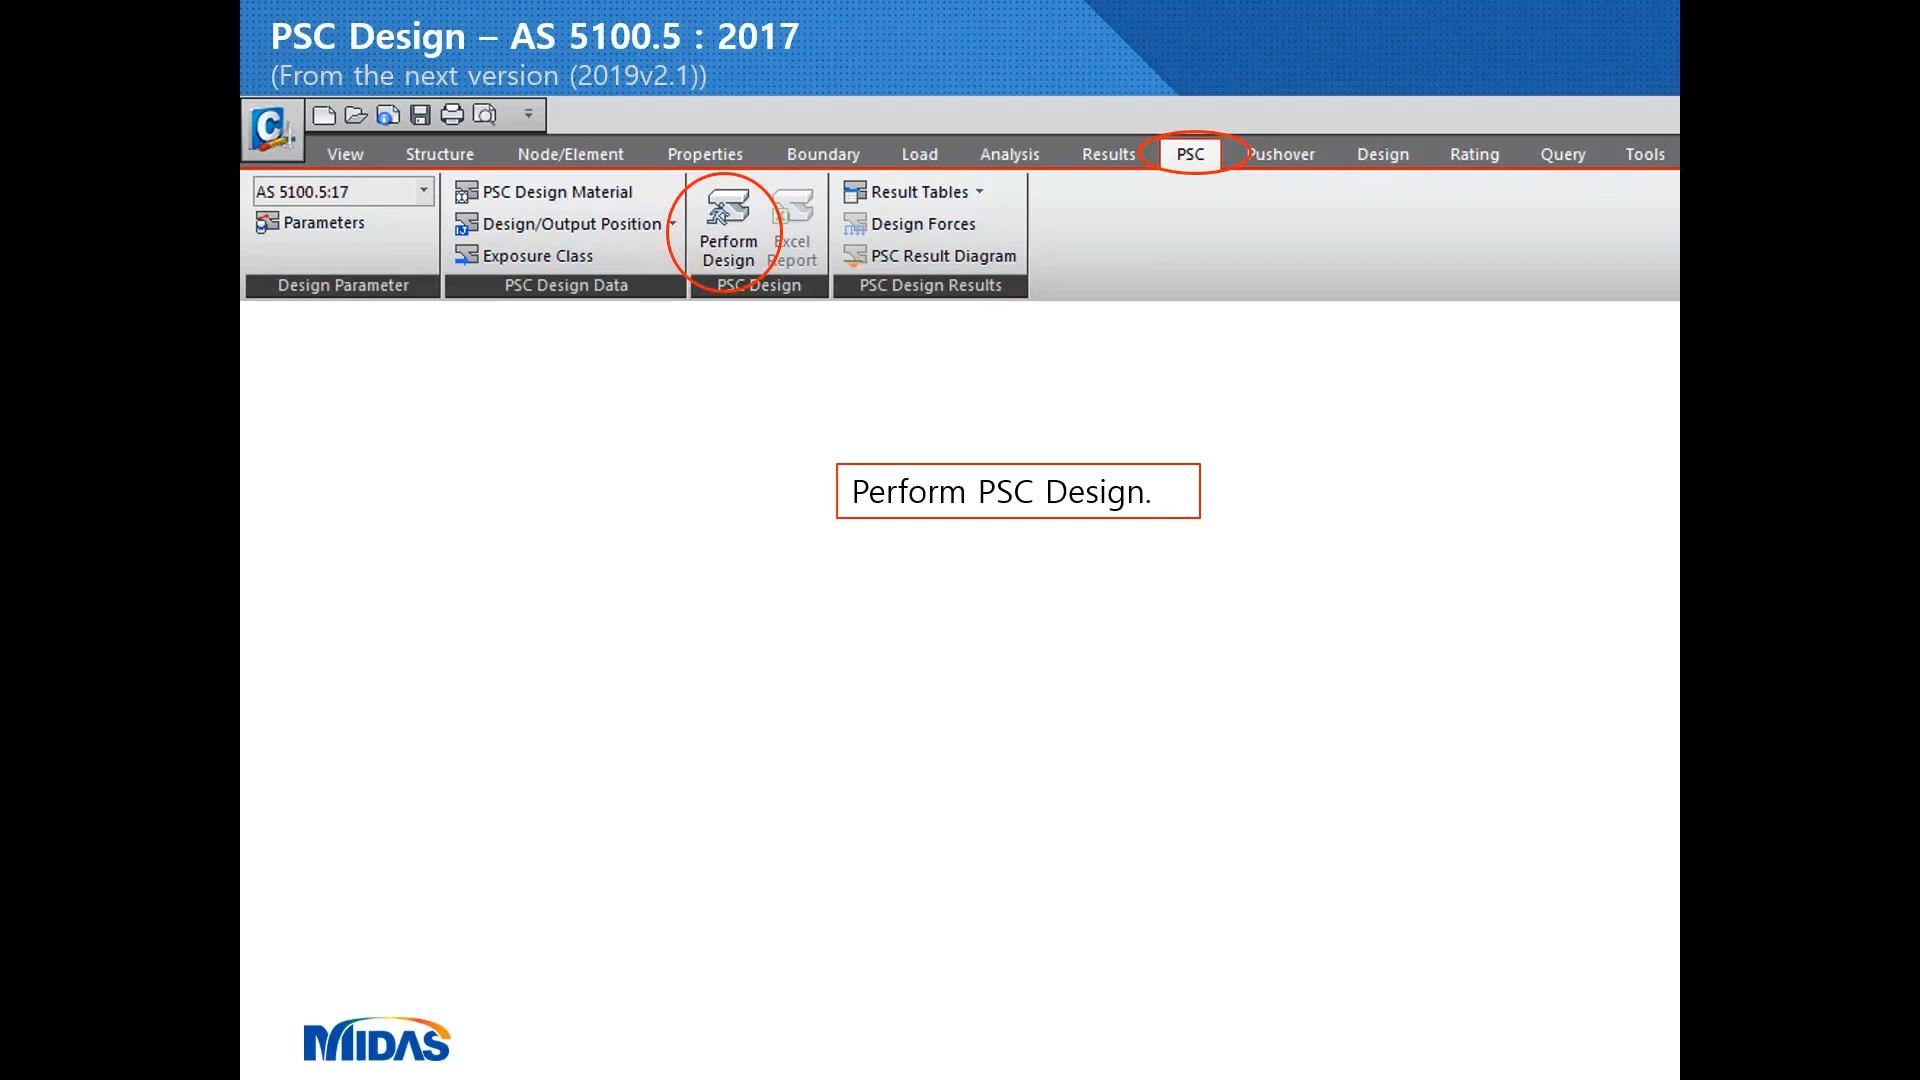 PSC Design – AS 5100.5 : 2017
(From the next version (2019v2.1))
View Structure Node/Element Properties Boundary Load Analysis Results PSC Pushover Design Rating Query Tools
AS 5100.5:17
Parameters
Design Parameter
PSC Design Material
Design/Output Position
Exposure Class
PSC Design Data
Perform
Design
Excel
Report
PSC Design
Result Tables
Design Forces
PSC Result Diagram
PSC Design Results
Perform PSC Design.
MIDAS